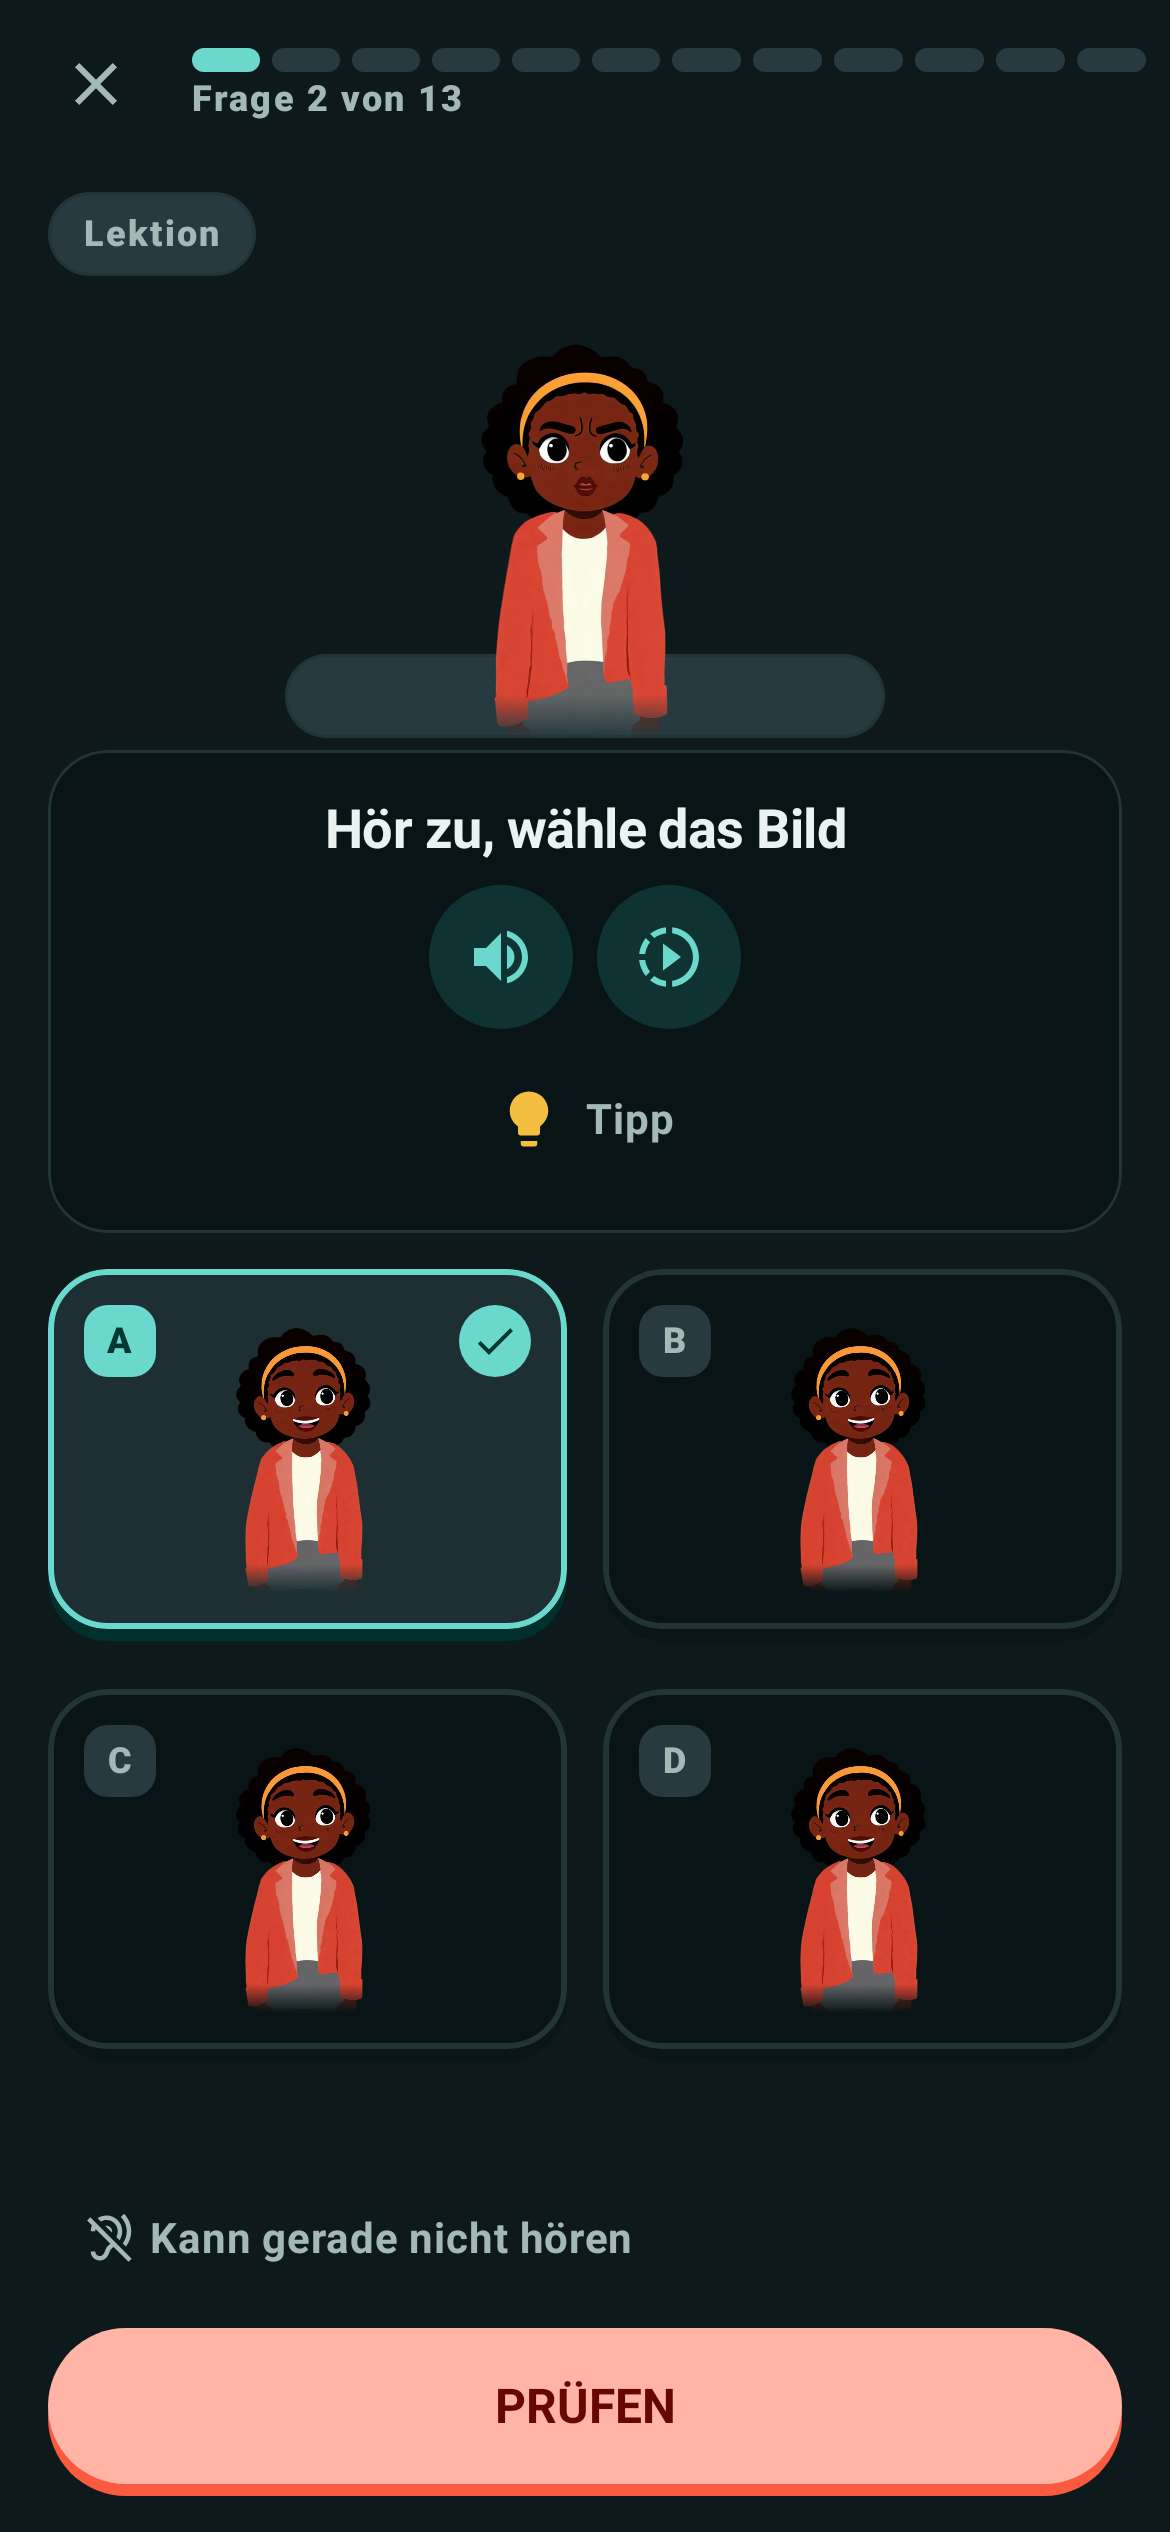 Frage 2 von 13
Lektion
Hör zu, wähle das Bild
Tipp
A
B
C
D
Kann gerade nicht hören
PRÜFEN